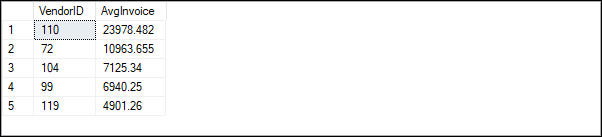 VendorID AvgInvoice
1 110 23978.482
2 72 10963.655
3 104 7125.34
4 99 6940.25
5 119 4901.26